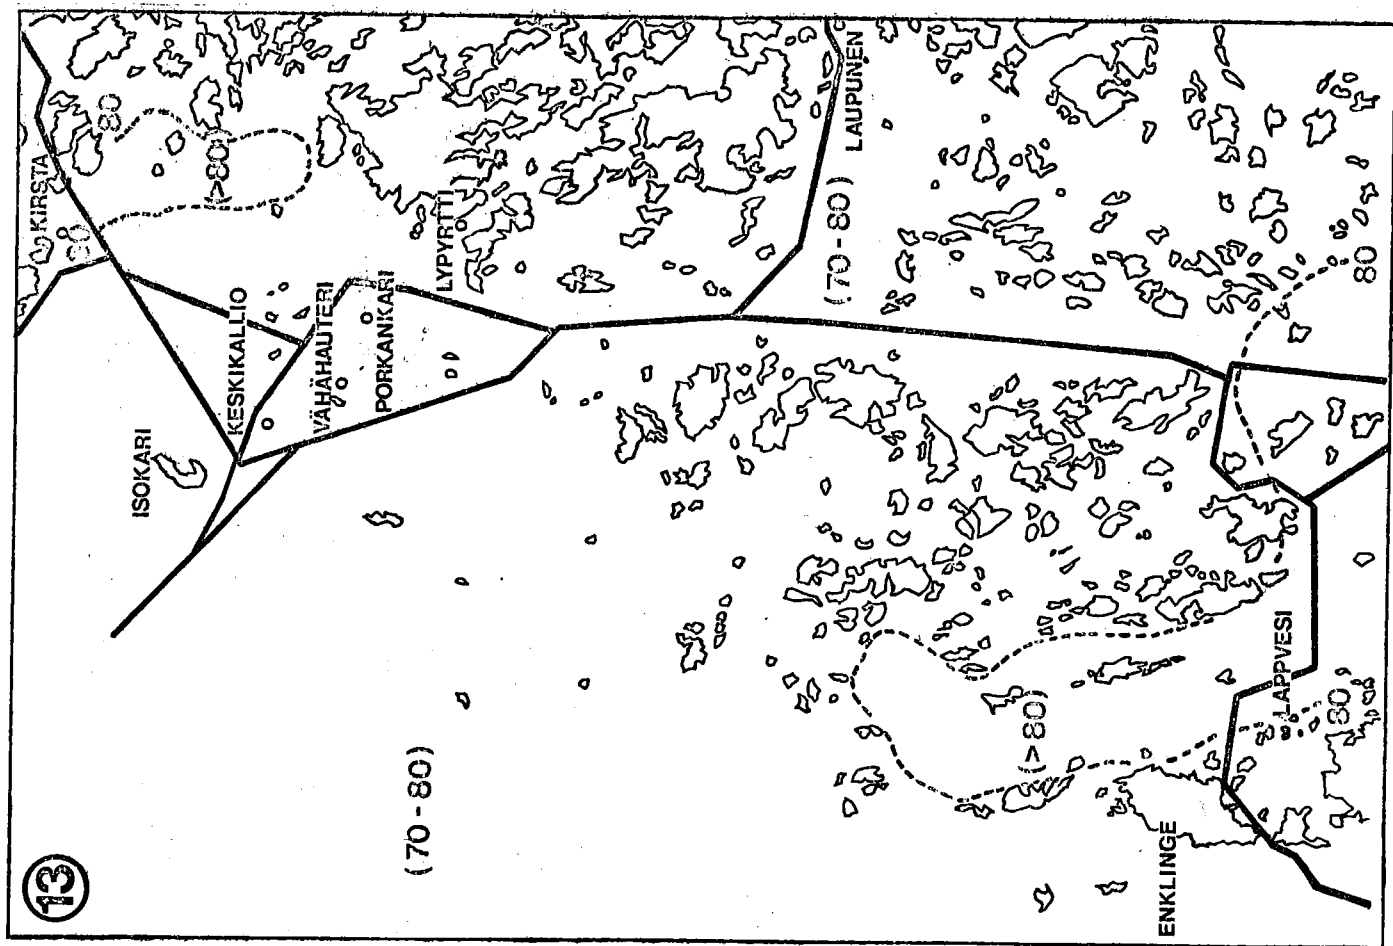 13
KIRSTA
80
80
ISOKARI
(>80)
KESKIKALLIO
VÄHÄHAUTERI
PORKANKARI
(70-80)
LYPYRTTI
(70-80)
LAUPUNEN
(>80)
ENKLINGE
LAPPVESI
80
80